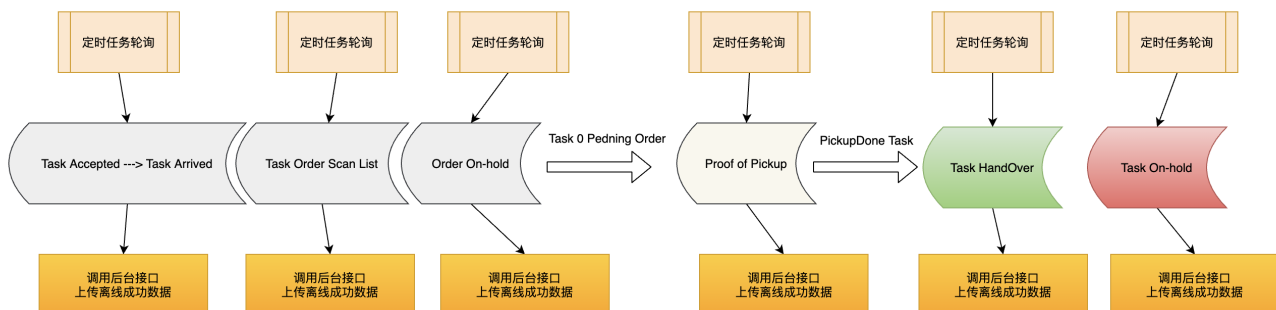 定时任务轮询
定时任务轮询
定时任务轮询
定时任务轮询
定时任务轮询
定时任务轮询
Task Accepted ---> Task Arrived
Task Order Scan List
Order On-hold
Task 0 Pedning Order
Proof of Pickup
PickupDone Task
Task HandOver
Task On-hold
调用后台接口
上传离线成功数据
调用后台接口
上传离线成功数据
调用后台接口
上传离线成功数据
调用后台接口
上传离线成功数据
调用后台接口
上传离线成功数据
调用后台接口
上传离线成功数据